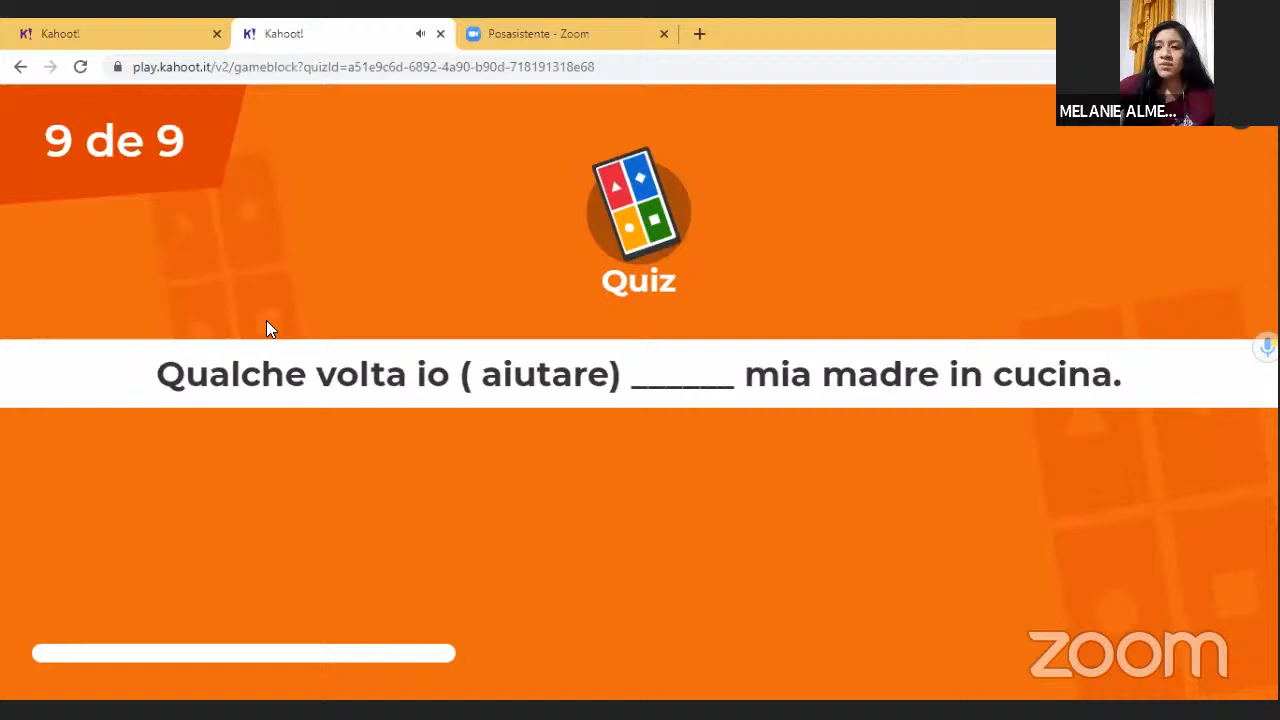 Kahoot!
Kahoot!
Posasistente - Zoom
play.kahoot.it/v2/gameblock?quizId=a51e9c6d-6892-4a90-b90d-718191318e68
MELANIE ALME...
9 de 9
Quiz
Qualche volta io ( aiutare) ______ mia madre in cucina.
zoom